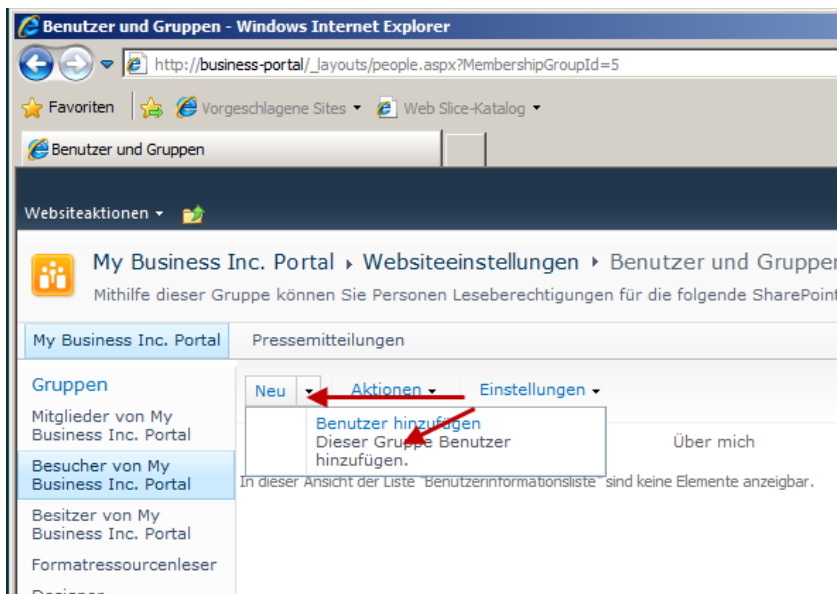 Benutzer und Gruppen - Windows Internet Explorer
http://business-portal/_layouts/people.aspx?MembershipGroupId=5
Favoriten Vorgeschlagene Sites Web Slice-Katalog
Benutzer und Gruppen
Websiteaktionen
My Business Inc. Portal Websiteeinstellungen Benutzer und Gruppen
Mithilfe dieser Gruppe können Sie Personen Leseberechtigungen für die folgende SharePoint
My Business Inc. Portal Pressemitteilungen
Gruppen
Mitglieder von My
Business Inc. Portal
Besucher von My
Business Inc. Portal
Besitzer von My
Business Inc. Portal
Formatressourcenleser
Designer
Neu Aktionen Einstellungen
Benutzer hinzufügen
Dieser Gruppe Benutzer
hinzufügen.
Über mich
In dieser Ansicht der Liste "Benutzerinformationsliste" sind keine Elemente anzeigbar.